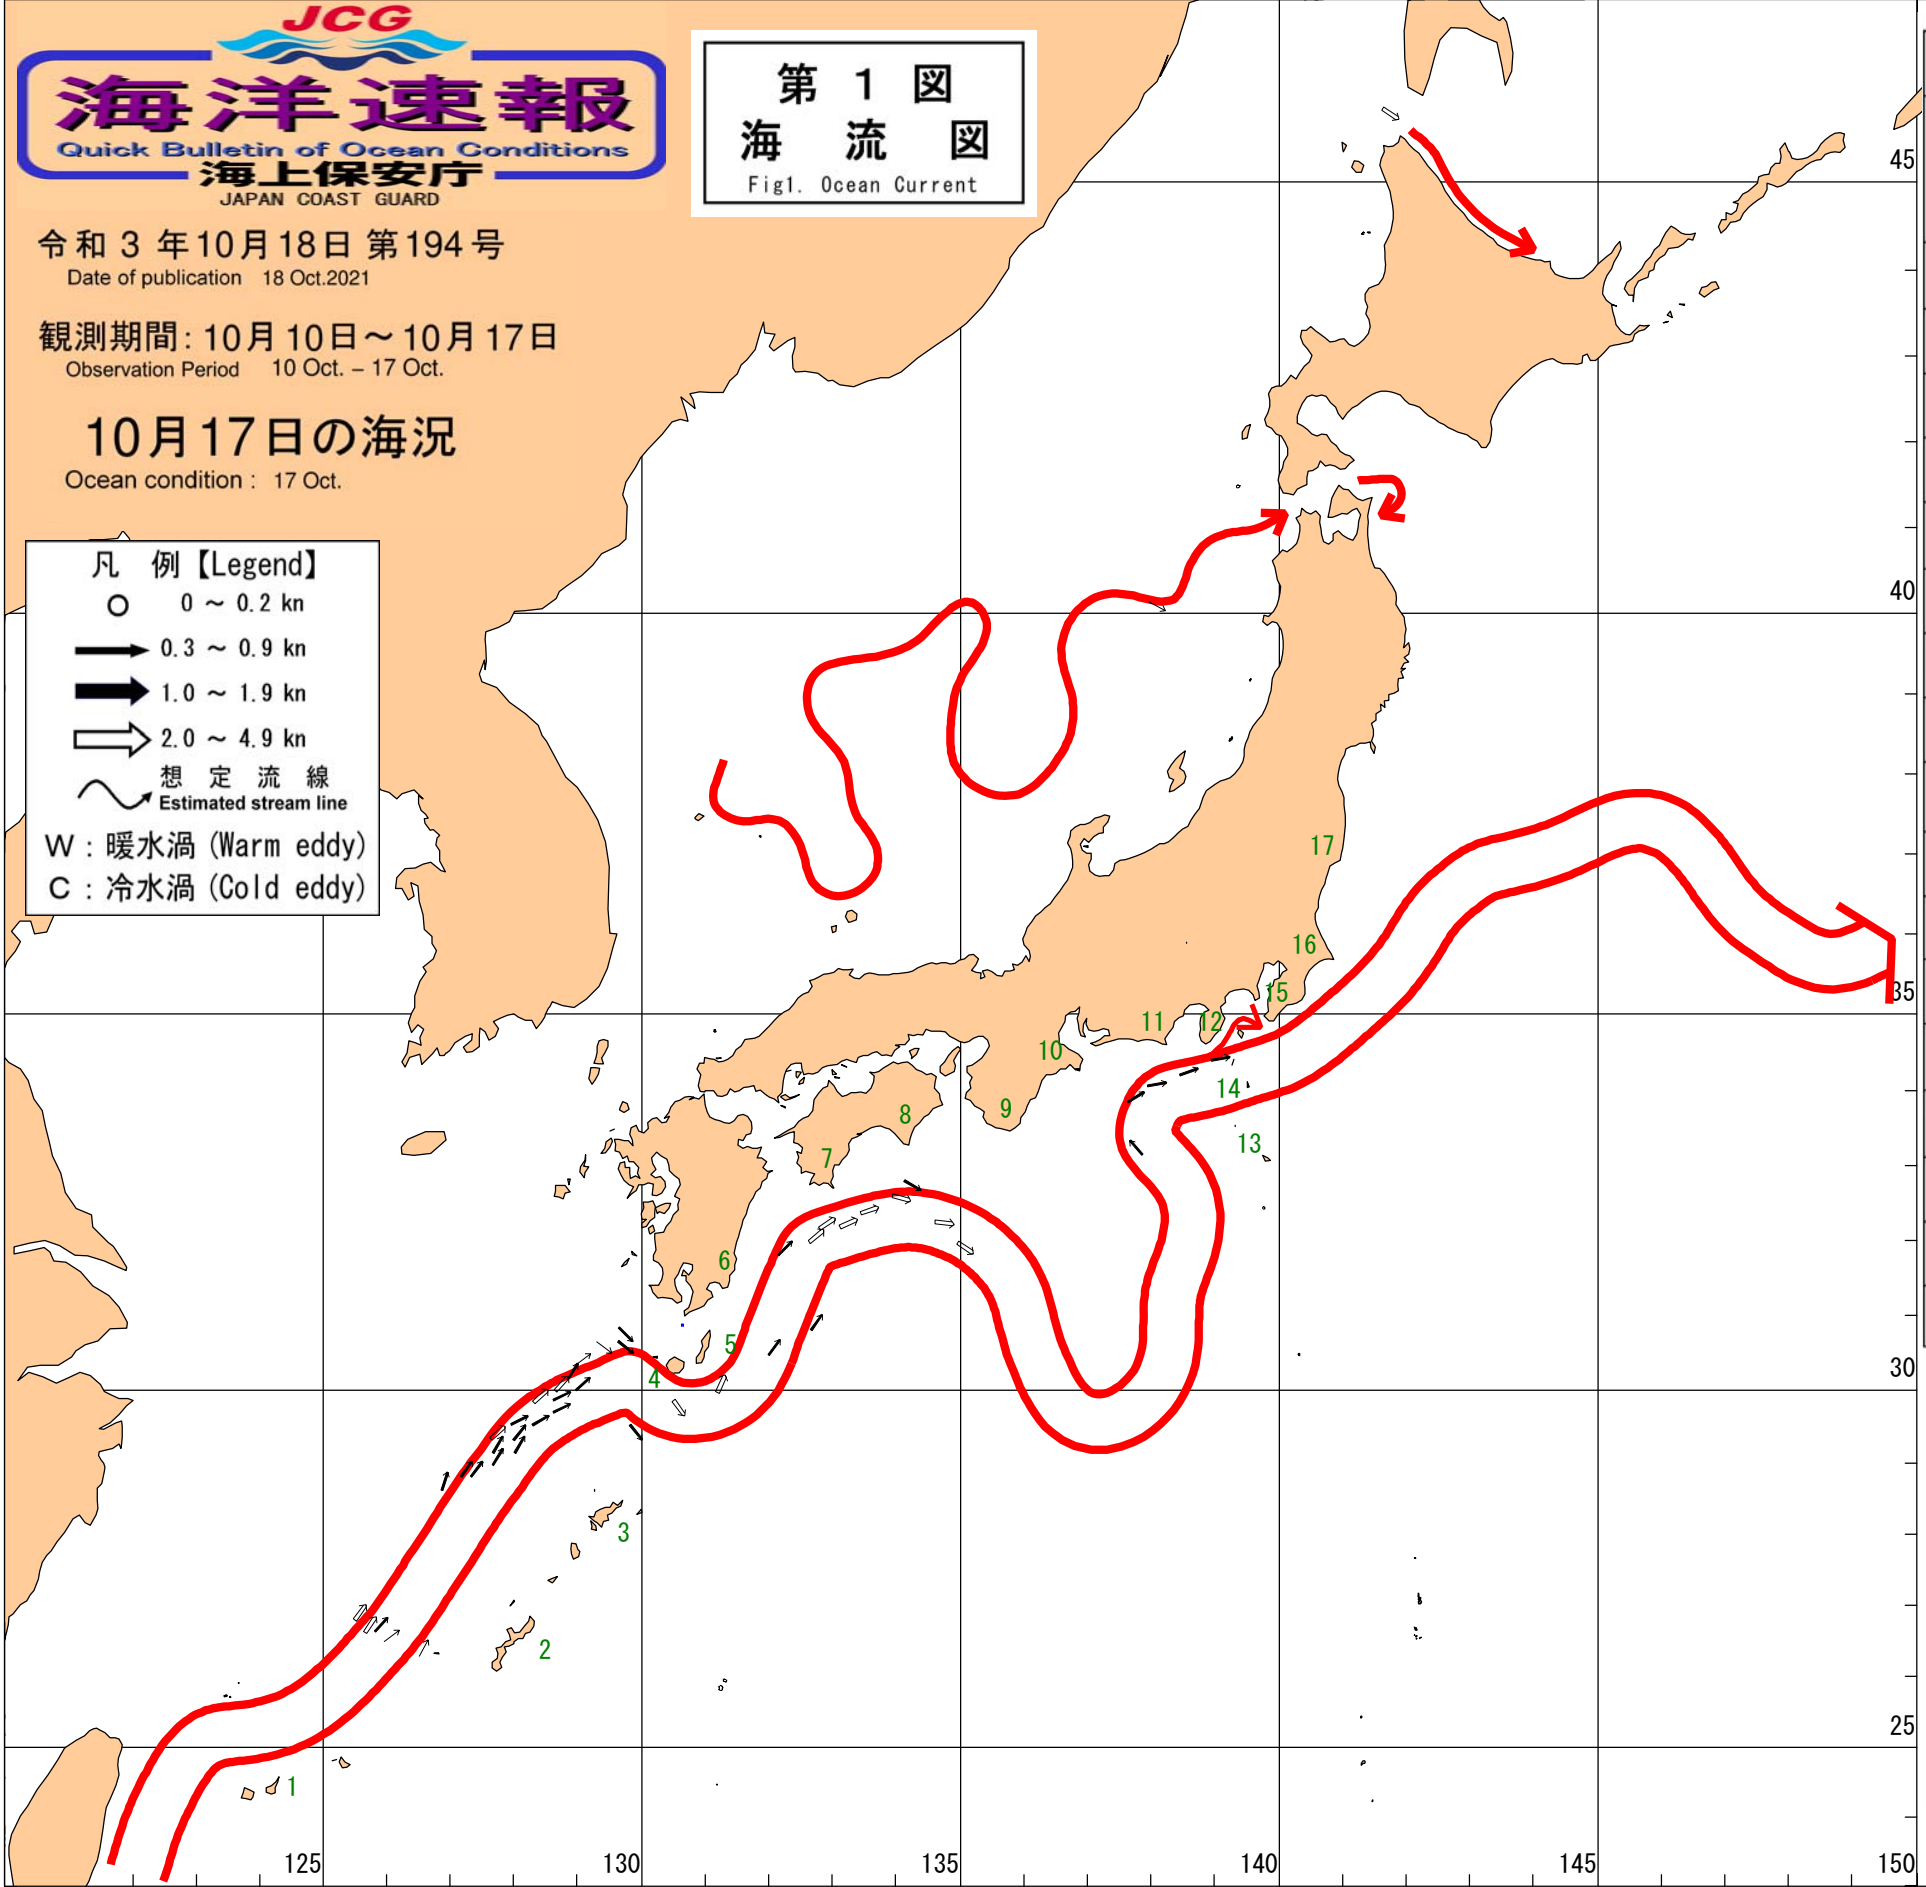 JCG
海洋速報
Quick Bulletin of Ocean Conditions
海上保安庁
JAPAN COAST GUARD
第 1 図
海 流 図
Fig1. Ocean Current
令和 3 年10月18日 第194号
Date of publication 18 Oct.2021
観測期間: 10月10日～10月17日
Observation Period 10 Oct. – 17 Oct.
10月17日の海況
Ocean condition : 17 Oct.
凡 例【Legend】
0 ～ 0.2 kn
0.3 ～ 0.9 kn
1.0 ～ 1.9 kn
2.0 ～ 4.9 kn
想 定 流 線
Estimated stream line
W : 暖水渦 (Warm eddy)
C : 冷水渦 (Cold eddy)
45
40
35
30
25
17
16
15
11
12
10
14
8
9
13
7
6
5
4
3
2
1
125
130
135
140
145
150